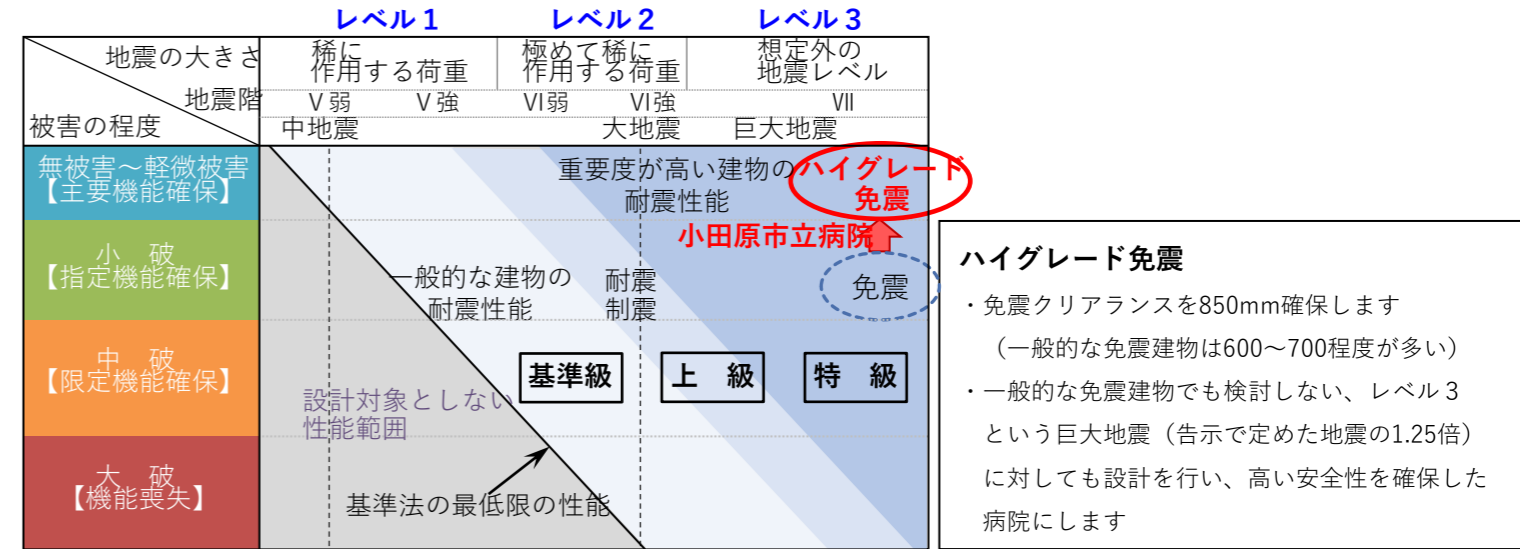 レベル１
レベル２
レベル３
地震の大きさ
地震階
被害の程度
稀に
作用する荷重
極めて稀に
作用する荷重
想定外の
地震レベル
Ⅴ弱
Ⅴ強
Ⅵ弱
Ⅵ強
Ⅶ
中地震
大地震
巨大地震
無被害～軽微被害
【主要機能確保】
重要度が高い建物の
耐震性能
ハイグレード
免震
小田原市立病院
小　破
【指定機能確保】
一般的な建物の
耐震性能
耐震
制震
免震
中　破
【限定機能確保】
基準級
上　級
特　級
設計対象としない
性能範囲
大　破
【機能喪失】
基準法の最低限の性能
ハイグレード免震
・免震クリアランスを850mm確保します
（一般的な免震建物は600～700程度が多い）
・一般的な免震建物でも検討しない、レベル３
という巨大地震（告示で定めた地震の1.25倍）
に対しても設計を行い、高い安全性を確保した
病院にします